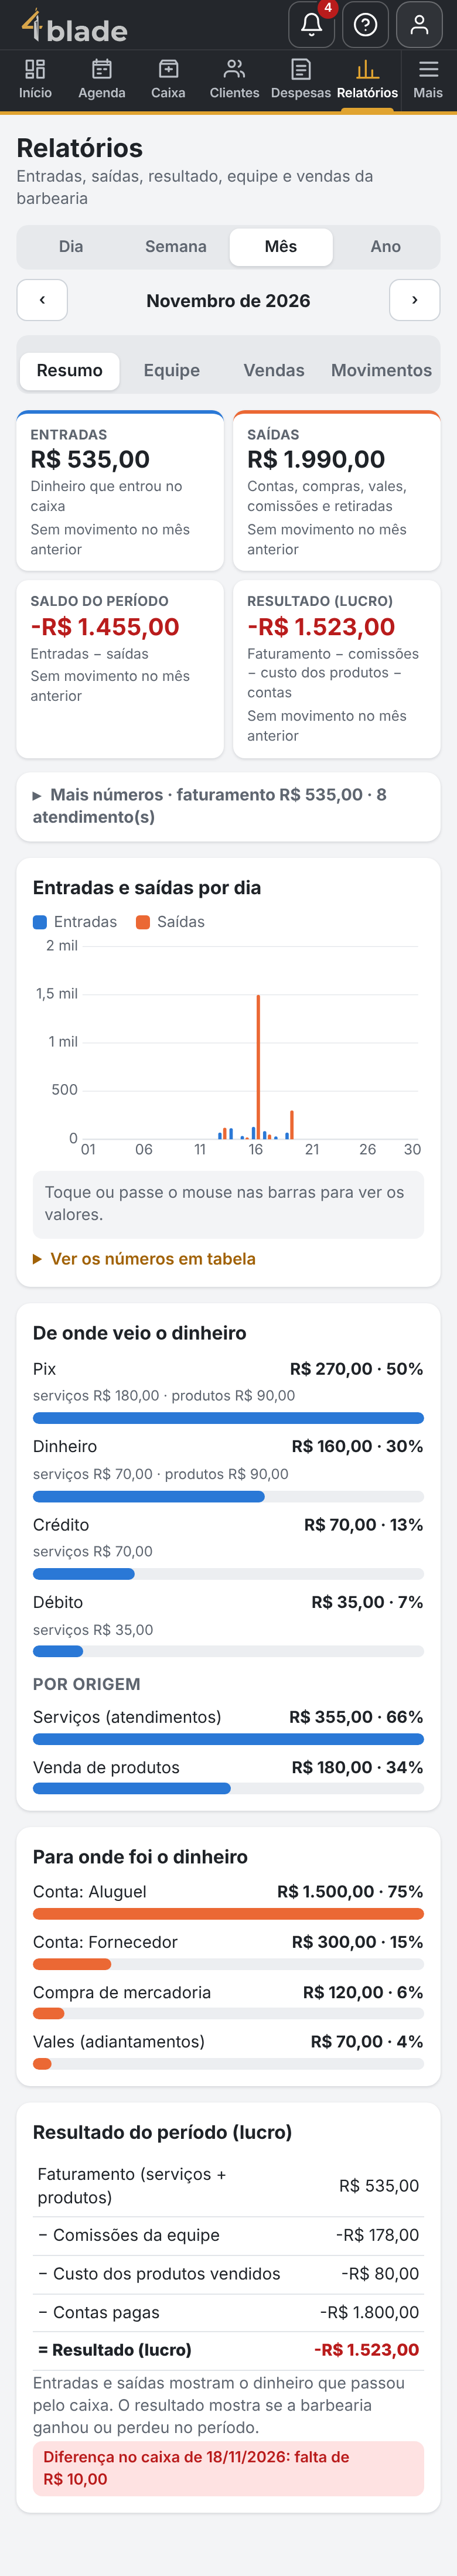 4blade
4
Início
Agenda
Caixa
Clientes
Despesas
Relatórios
Mais
Relatórios
Entradas, saídas, resultado, equipe e vendas da
barbearia
Dia
Semana
Mês
Ano
‹
Novembro de 2026
›
Resumo
Equipe
Vendas
Movimentos
ENTRADAS
R$ 535,00
Dinheiro que entrou no
caixa
Sem movimento no mês
anterior
SAÍDAS
R$ 1.990,00
Contas, compras, vales,
comissões e retiradas
Sem movimento no mês
anterior
SALDO DO PERÍODO
-R$ 1.455,00
Entradas − saídas
Sem movimento no mês
anterior
RESULTADO (LUCRO)
-R$ 1.523,00
Faturamento − comissões
− custo dos produtos −
contas
Sem movimento no mês
anterior
▸ Mais números · faturamento R$ 535,00 · 8
atendimento(s)
Entradas e saídas por dia
Entradas
Saídas
2 mil
1,5 mil
1 mil
500
0
01
06
11
16
21
26
30
Toque ou passe o mouse nas barras para ver os
valores.
▸ Ver os números em tabela
De onde veio o dinheiro
Pix R$ 270,00 · 50%
serviços R$ 180,00 · produtos R$ 90,00
Dinheiro R$ 160,00 · 30%
serviços R$ 70,00 · produtos R$ 90,00
Crédito R$ 70,00 · 13%
serviços R$ 70,00
Débito R$ 35,00 · 7%
serviços R$ 35,00
POR ORIGEM
Serviços (atendimentos) R$ 355,00 · 66%
Venda de produtos R$ 180,00 · 34%
Para onde foi o dinheiro
Conta: Aluguel R$ 1.500,00 · 75%
Conta: Fornecedor R$ 300,00 · 15%
Compra de mercadoria R$ 120,00 · 6%
Vales (adiantamentos) R$ 70,00 · 4%
Resultado do período (lucro)
Faturamento (serviços +
produtos) R$ 535,00
− Comissões da equipe -R$ 178,00
− Custo dos produtos vendidos -R$ 80,00
− Contas pagas -R$ 1.800,00
= Resultado (lucro) -R$ 1.523,00
Entradas e saídas mostram o dinheiro que passou
pelo caixa. O resultado mostra se a barbearia
ganhou ou perdeu no período.
Diferença no caixa de 18/11/2026: falta de
R$ 10,00